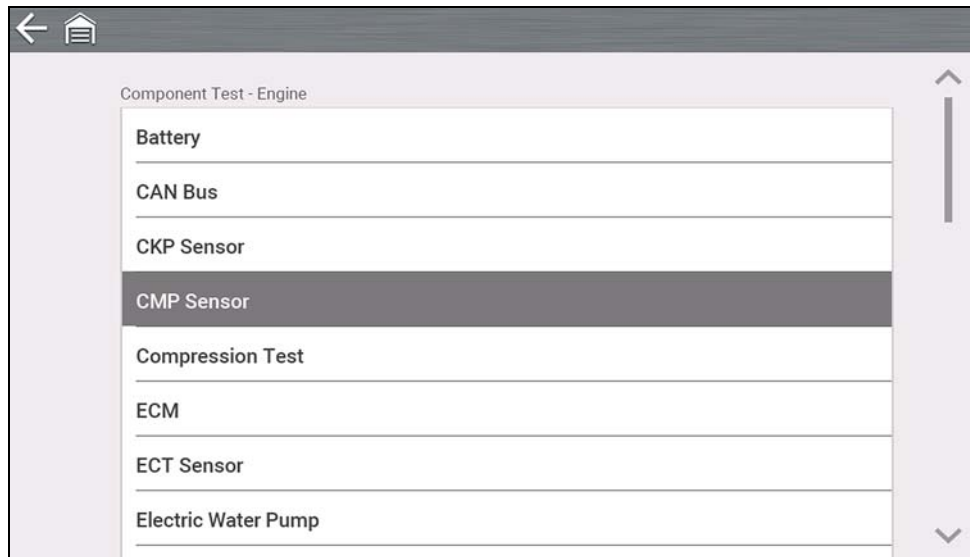 Component Test - Engine
Battery
CAN Bus
CKP Sensor
CMP Sensor
Compression Test
ECM
ECT Sensor
Electric Water Pump